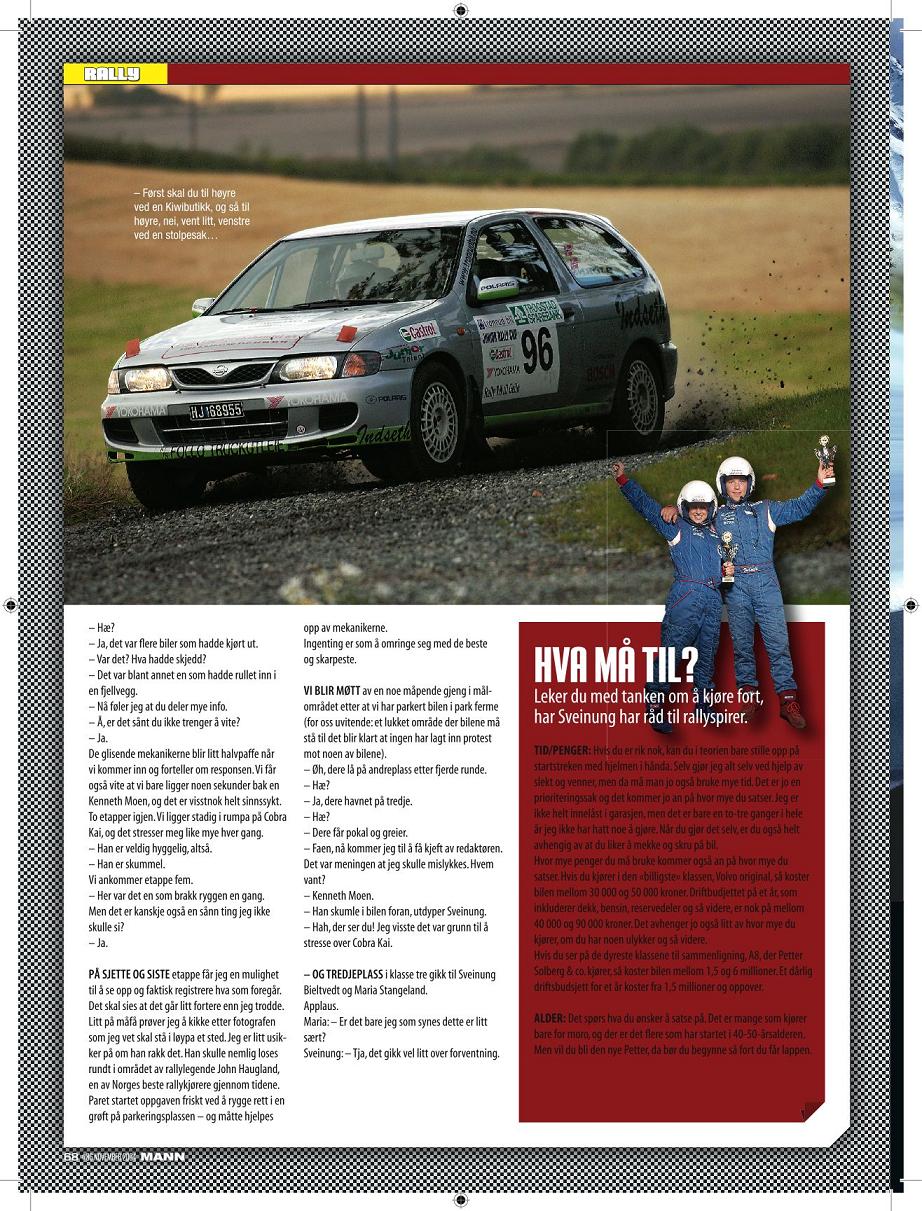 RALLY
– Først skal du til høyre
ved en Kiwibutikk, og så til
høyre, nei, vent litt, venstre
ved en stolpesak…
POLARIS
Castrol
Junior
TRØGSTAD
SPAREBANK
JUNIOR RALLY CUP
Castrol
YOKOHAMA
96
Indseth
BOSCH
YOKOHAMA
HJ 68955
YOKOHAMA
POLARIS
FOLLO TRUCKUTLEIE
Indseth
– Hæ?
– Ja, det var flere biler som hadde kjørt ut.
– Var det? Hva hadde skjedd?
– Det var blant annet en som hadde rullet inn i
en fjellvegg.
– Nå føler jeg at du deler mye info.
– Å, er det sånt du ikke trenger å vite?
– Ja.
De glisende mekanikerne blir litt halvpaffe når
vi kommer inn og forteller om responsen. Vi får
også vite at vi bare ligger noen sekunder bak en
Kenneth Moen, og det er visstnok helt sinnssykt.
To etapper igjen. Vi ligger stadig i rumpa på Cobra
Kai, og det stresser meg like mye hver gang.
– Han er veldig hyggelig, altså.
– Han er skummel.
Vi ankommer etappe fem.
– Her var det en som brakk ryggen en gang.
Men det er kanskje også en sånn ting jeg ikke
skulle si?
– Ja.
PÅ SJETTE OG SISTE etappe får jeg en mulighet
til å se opp og faktisk registrere hva som foregår.
Det skal sies at det går litt fortere enn jeg trodde.
Litt på måfå prøver jeg å kikke etter fotografen
som jeg vet skal stå i løypa et sted. Jeg er litt usik-
ker på om han rakk det. Han skulle nemlig loses
rundt i området av rallylegende John Haugland,
en av Norges beste rallykjørere gjennom tidene.
Paret startet oppgaven friskt ved å rygge rett i en
grøft på parkeringsplassen – og måtte hjelpes
opp av mekanikerne.
Ingenting er som å omringe seg med de beste
og skarpeste.
VI BLIR MØTT av en noe måpende gjeng i mål-
området etter at vi har parkert bilen i park ferme
(for oss uvitende: et lukket område der bilene må
stå til det blir klart at ingen har lagt inn protest
mot noen av bilene).
– Øh, dere lå på andreplass etter fjerde runde.
– Hæ?
– Ja, dere havnet på tredje.
– Hæ?
– Dere får pokal og greier.
– Faen, nå kommer jeg til å få kjeft av redaktøren.
Det var meningen at jeg skulle mislykkes. Hvem
vant?
– Kenneth Moen.
– Han skumle i bilen foran, utdyper Sveinung.
– Hah, der ser du! Jeg visste det var grunn til å
stresse over Cobra Kai.
– OG TREDJEPLASS i klasse tre gikk til Sveinung
Bieltvedt og Maria Stangeland.
Applaus.
Maria: – Er det bare jeg som synes dette er litt
sært?
Sveinung: – Tja, det gikk vel litt over forventning.
HVA MÅ TIL?
Leker du med tanken om å kjøre fort,
har Sveinung har råd til rallyspirer.
TID/PENGER: Hvis du er rik nok, kan du i teorien bare stille opp på
startstreken med hjelmen i hånda. Selv gjør jeg alt selv ved hjelp av
slekt og venner, men da må man jo også bruke mye tid. Det er jo en
prioriteringssak og det kommer jo an på hvor mye du satser. Jeg er
ikke helt innelåst i garasjen, men det er bare en to-tre ganger i hele
år jeg ikke har hatt noe å gjøre. Når du gjør det selv, er du også helt
avhengig av at du liker å mekke og skru på bil.
Hvor mye penger du må bruke kommer også an på hvor mye du
satser. Hvis du kjører i den «billigste» klassen, Volvo original, så koster
bilen mellom 30 000 og 50 000 kroner. Driftbudsjettet på et år, som
inkluderer dekk, bensin, reservedeler og så videre, er nok på mellom
40 000 og 90 000 kroner. Det avhenger jo også litt av hvor mye du
kjører, om du har noen ulykker og så videre.
Hvis du ser på de dyreste klassene til sammenligning, A8, der Petter
Solberg & co. kjører, så koster bilen mellom 1,5 og 6 millioner. Et dårlig
driftsbudsjett for et år koster fra 1,5 millioner og oppover.
ALDER: Det spørs hva du ønsker å satse på. Det er mange som kjører
bare for moro, og der er det flere som har startet i 40-50-årsalderen.
Men vil du bli den nye Petter, da bør du begynne så fort du får lappen.
68 #36 NOVEMBER 2004 MANN